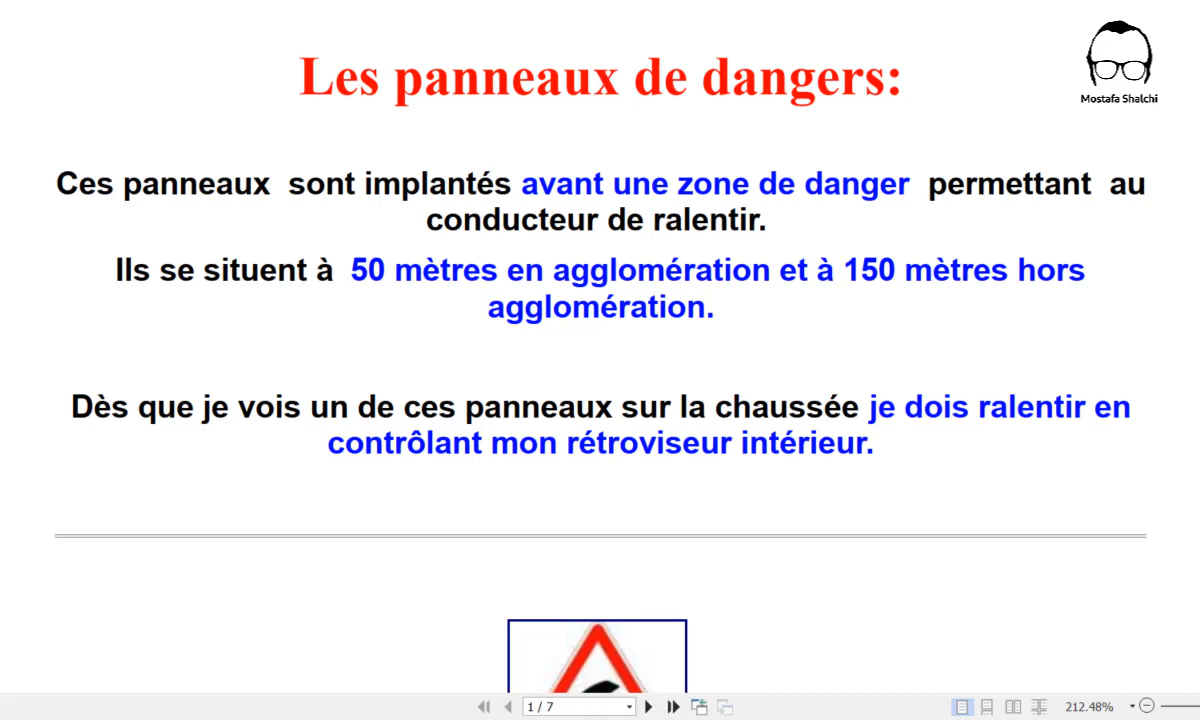 Mostafa Shalchi
Les panneaux de dangers:
Ces panneaux sont implantés avant une zone de danger permettant au
conducteur de ralentir.
Ils se situent à 50 mètres en agglomération et à 150 mètres hors
agglomération.
Dès que je vois un de ces panneaux sur la chaussée je dois ralentir en
contrôlant mon rétroviseur intérieur.
1 / 7
212.48%